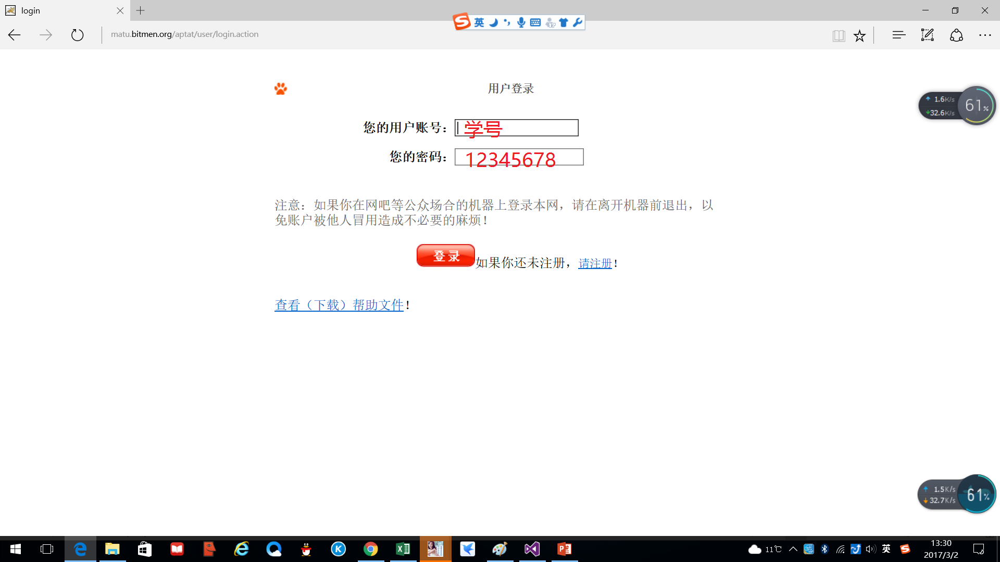 login
英
matu.bitmen.org/aptat/user/login.action
用户登录
1.6K/s
32.6K/s
61%
您的用户账号：学号
您的密码：12345678
注意：如果你在网吧等公众场合的机器上登录本网，请在离开机器前退出，以
免账户被他人冒用造成不必要的麻烦！
登录如果你还未注册，请注册！
查看（下载）帮助文件！
1.5K/s
32.7K/s
61%
11℃
英
13:30
2017/3/2